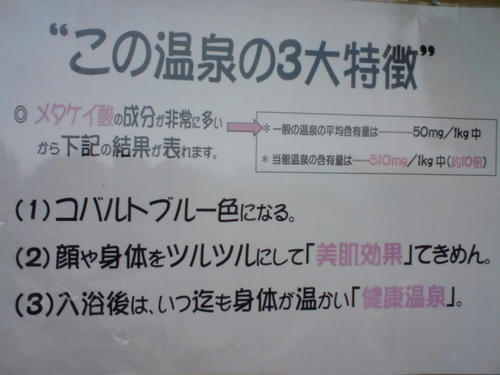 “この温泉の3大特徴”
◎ メタケイ酸の成分が非常に多い
から下記の結果が表れます。
＊一般の温泉の平均含有量は…………50mg／1kg中
＊当館温泉の含有量は……510mg／1kg中(約10倍)
(1)コバルトブルー色になる。
(2)顔や身体をツルツルにして「美肌効果」てきめん。
(3)入浴後は、いつ迄も身体が温かい「健康温泉」。